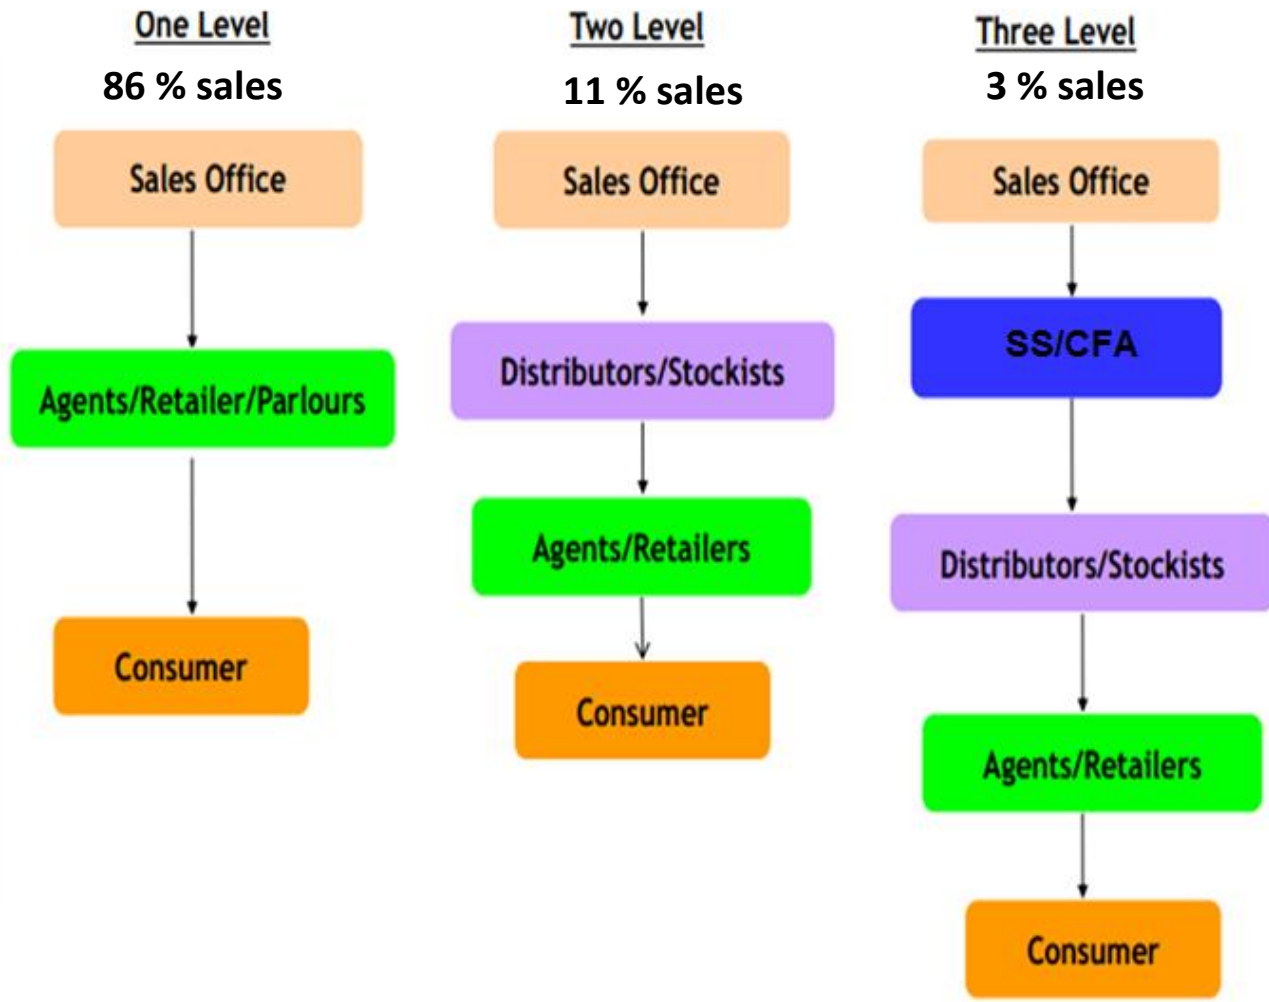 One Level
86 % sales
Sales Office
Agents/Retailer/Parlours
Consumer
Two Level
11 % sales
Sales Office
Distributors/Stockists
Agents/Retailers
Consumer
Three Level
3 % sales
Sales Office
SS/CFA
Distributors/Stockists
Agents/Retailers
Consumer